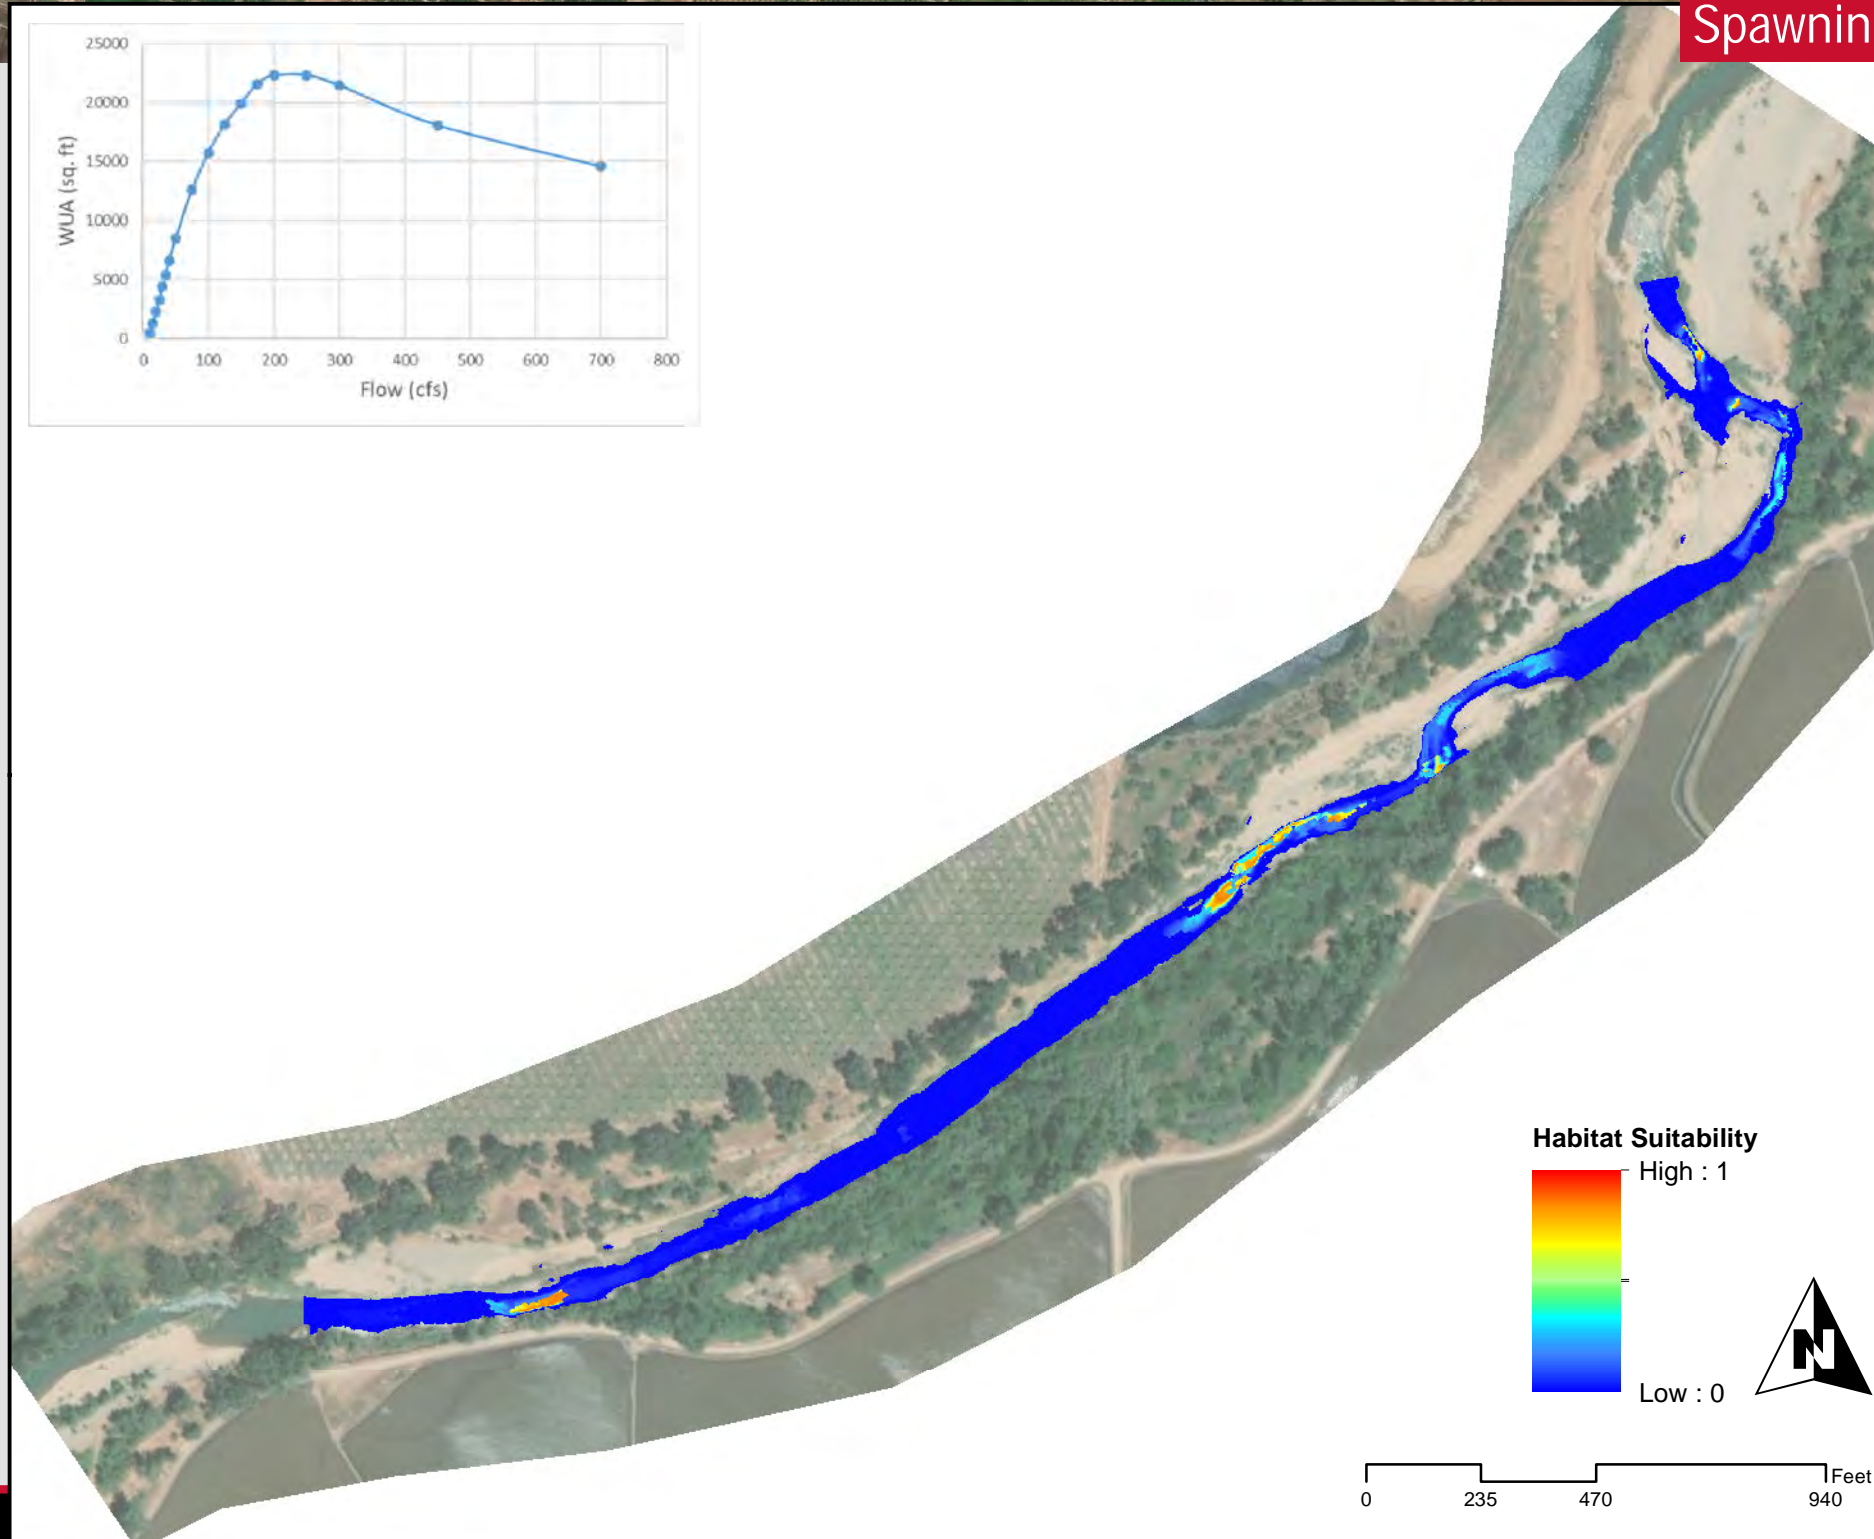 Spawnin
25000
20000
15000
10000
5000
0
WUA (sq. ft)
0 100 200 300 400 500 600 700 800
Flow (cfs)
Habitat Suitability
High : 1
Low : 0
N
Feet
0 235 470 940